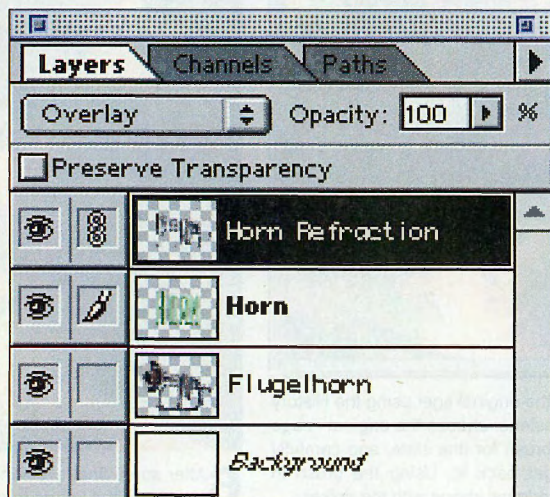 Layers Channels Paths
Overlay Opacity: 100 %
Preserve Transparency
Horn Refraction
Horn
Flugelhorn
Background